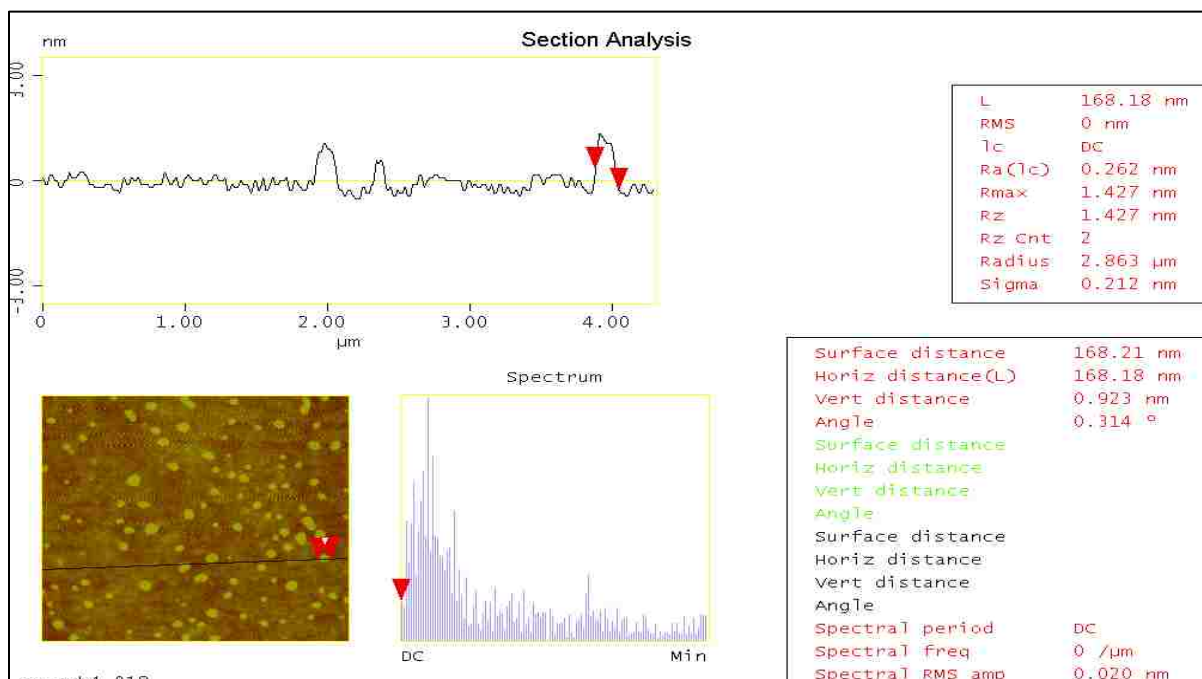 Section Analysis
nm
3.00
0
-3.00
0 1.00 2.00 3.00 4.00
µm
L 168.18 nm
RMS 0 nm
lc DC
Ra(lc) 0.262 nm
Rmax 1.427 nm
Rz 1.427 nm
Rz Cnt 2
Radius 2.863 µm
Sigma 0.212 nm
Spectrum
DC Min
Surface distance 168.21 nm
Horiz distance(L) 168.18 nm
Vert distance 0.923 nm
Angle 0.314 °
Surface distance
Horiz distance
Vert distance
Angle
Surface distance
Horiz distance
Vert distance
Angle
Spectral period DC
Spectral freq 0 /µm
Spectral RMS amp 0.020 nm